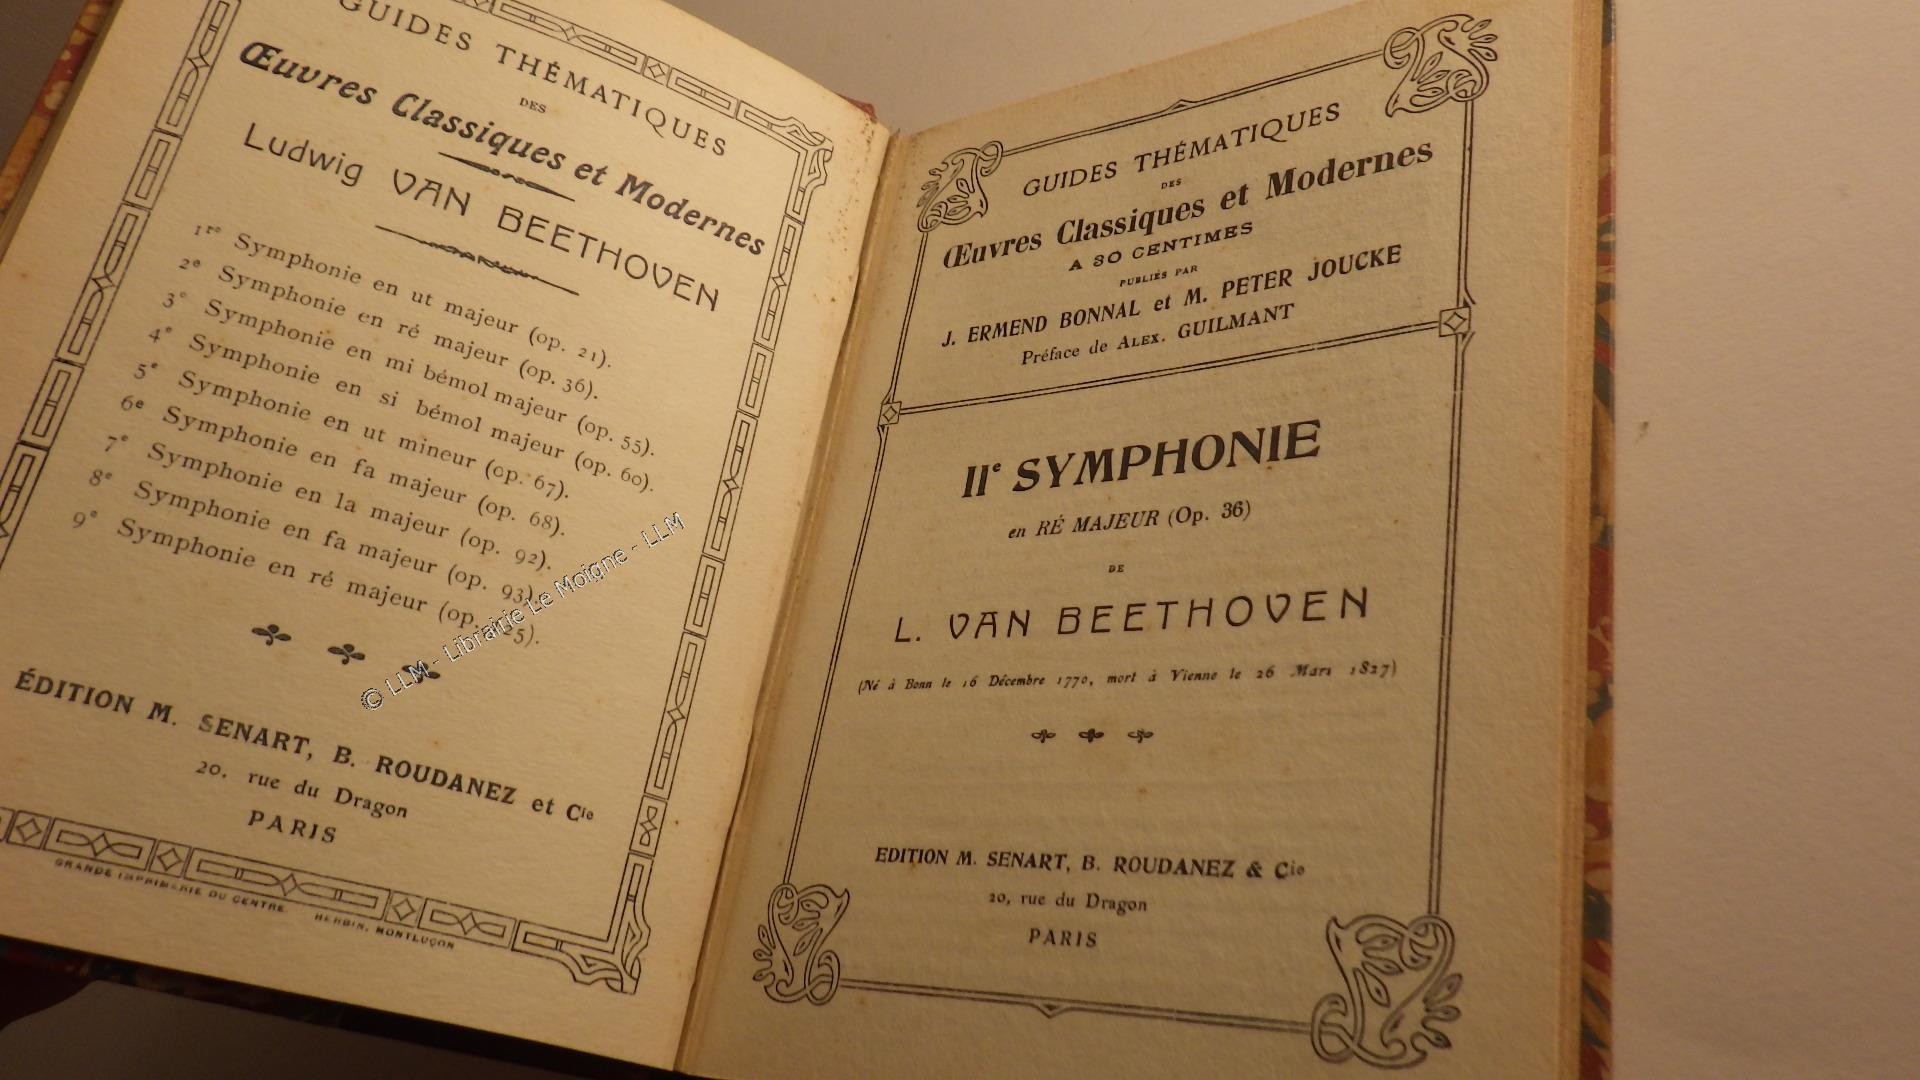 GUIDES THÉMATIQUES
DES
Œuvres Classiques et Modernes
Ludwig VAN BEETHOVEN
1re Symphonie en ut majeur (op. 21).
2e Symphonie en ré majeur (op. 36).
3e Symphonie en mi bémol majeur (op. 55).
4e Symphonie en si bémol majeur (op. 60).
5e Symphonie en ut mineur (op. 67).
6e Symphonie en fa majeur (op. 68).
7e Symphonie en la majeur (op. 92).
8e Symphonie en fa majeur (op. 93).
9e Symphonie en ré majeur (op. 25).
© LLM - Librairie Le Moigne - LLM
ÉDITION M. SENART, B. ROUDANEZ et Cie
20, rue du Dragon
PARIS
GRANDE IMPRIMERIE DU CENTRE. HERBIN, MONTLUÇON
GUIDES THÉMATIQUES
DES
Œuvres Classiques et Modernes
A 30 CENTIMES
PUBLIÉS PAR
J. ERMEND BONNAL et M. PETER JOUCKE
Préface de ALEX. GUILMANT
IIe SYMPHONIE
en RÉ MAJEUR (Op. 36)
DE
L. VAN BEETHOVEN
(Né à Bonn le 16 Décembre 1770, mort à Vienne le 26 Mars 1827)
EDITION M. SENART, B. ROUDANEZ & Cie
20, rue du Dragon
PARIS